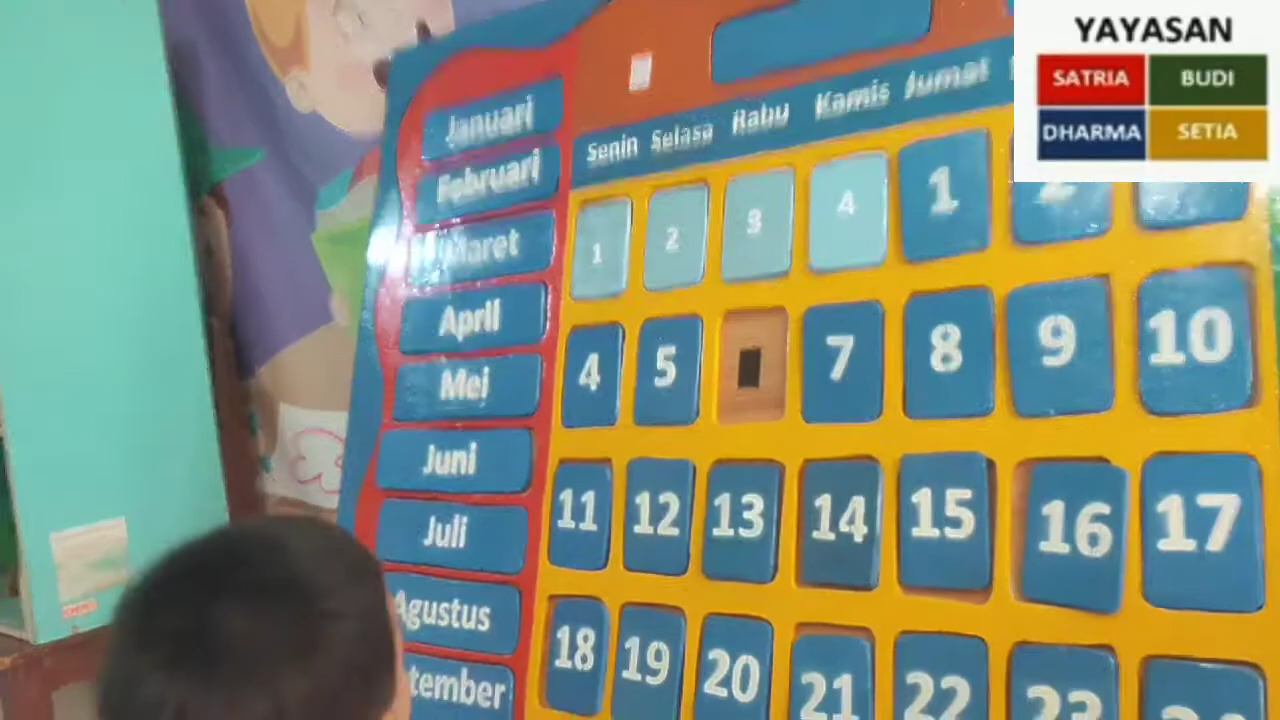 YAYASAN
SATRIA BUDI
DHARMA SETIA
Januari
Februari
Maret
April
Mei
Juni
Juli
Agustus
tember
Senin Selasa Rabu Kamis Jumat
1 2 3 4 1 2
4 5 7 8 9 10
11 12 13 14 15 16 17
18 19 20 21 22 23